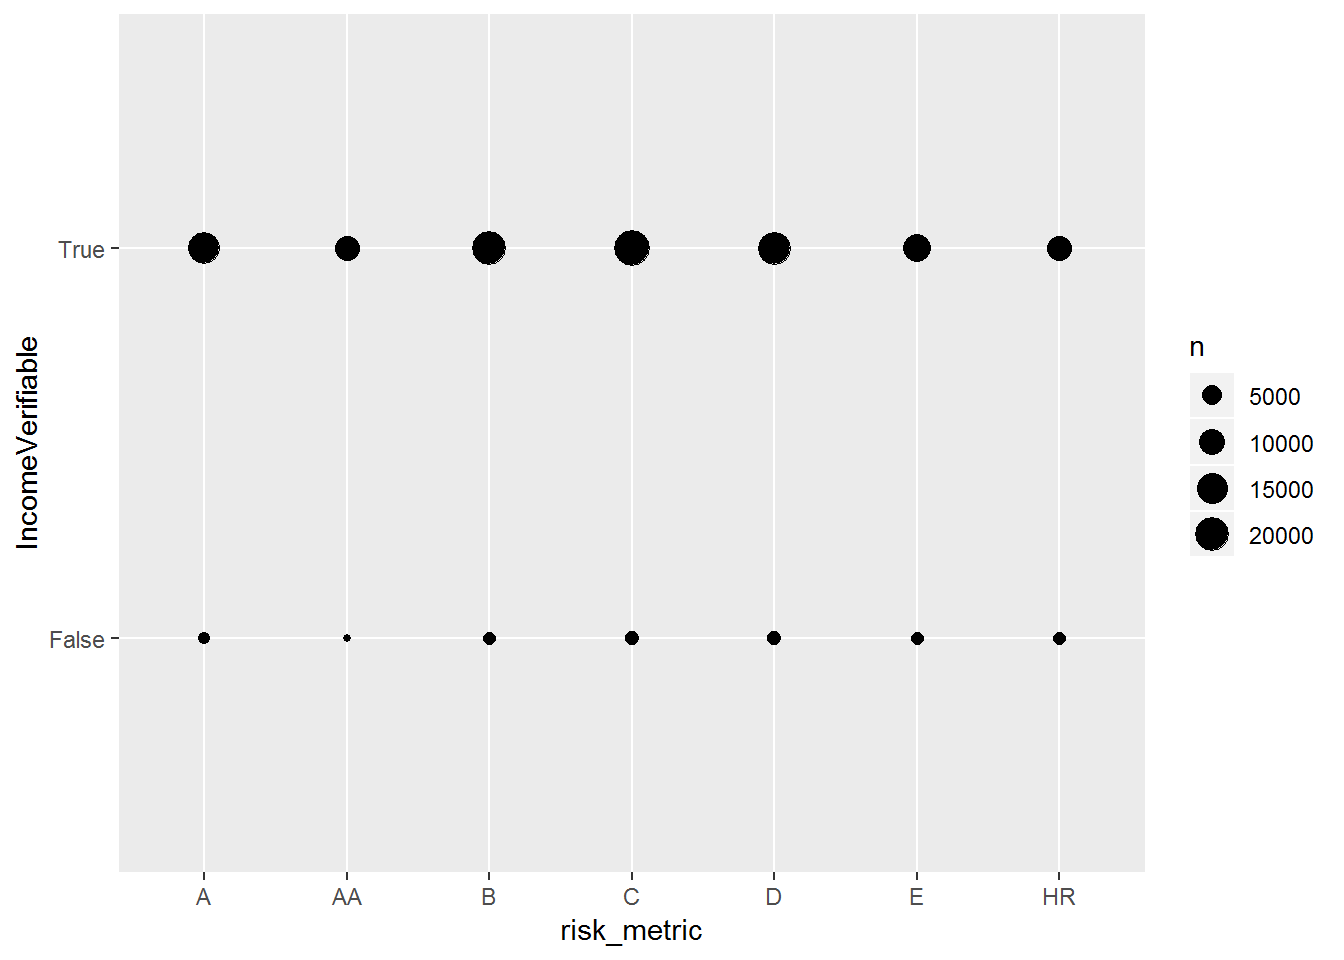 IncomeVerifiable
True
False
A AA B C D E HR
risk_metric
n
5000
10000
15000
20000